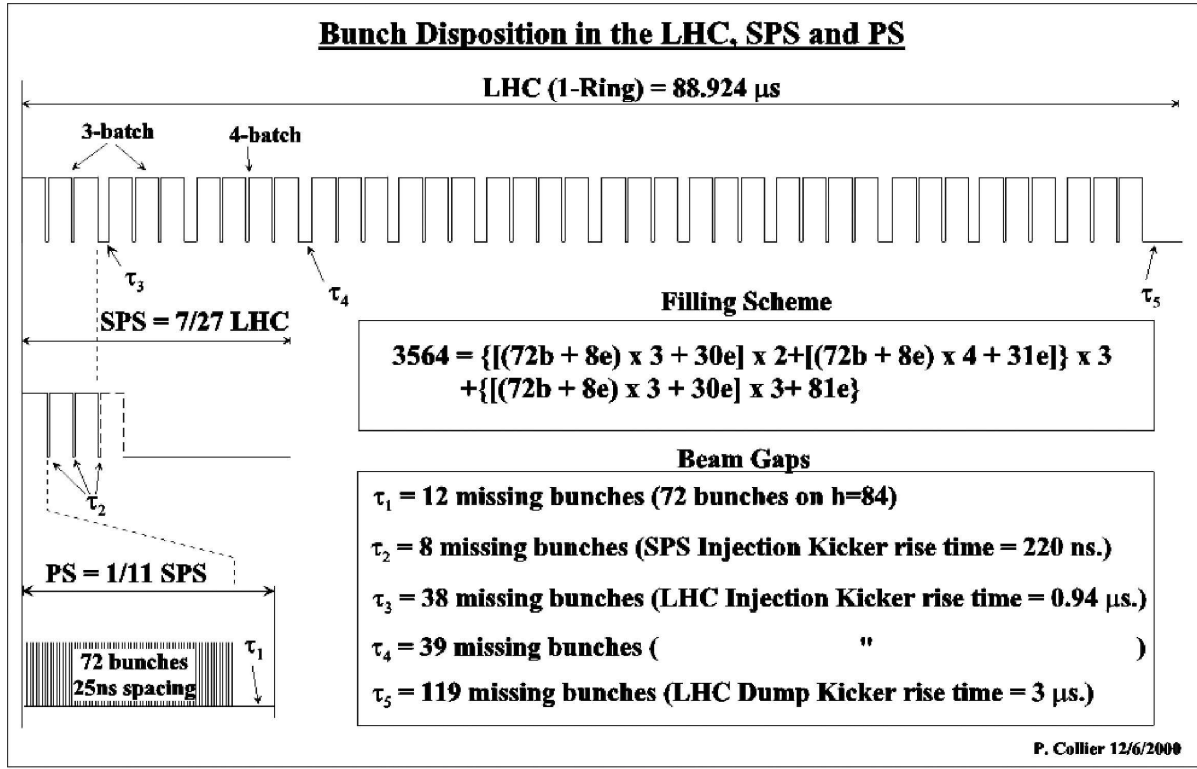 Bunch Disposition in the LHC, SPS and PS
LHC (1-Ring) = 88.924 μs
3-batch
4-batch
τ3
τ4
τ5
SPS = 7/27 LHC
Filling Scheme
3564 = {[(72b + 8e) x 3 + 30e] x 2+[(72b + 8e) x 4 + 31e]} x 3
+{[(72b + 8e) x 3 + 30e] x 3+ 81e}
τ2
Beam Gaps
τ1 = 12 missing bunches (72 bunches on h=84)
τ2 = 8 missing bunches (SPS Injection Kicker rise time = 220 ns.)
τ3 = 38 missing bunches (LHC Injection Kicker rise time = 0.94 μs.)
τ4 = 39 missing bunches ( " )
τ5 = 119 missing bunches (LHC Dump Kicker rise time = 3 μs.)
PS = 1/11 SPS
τ1
72 bunches
25ns spacing
P. Collier 12/6/2000